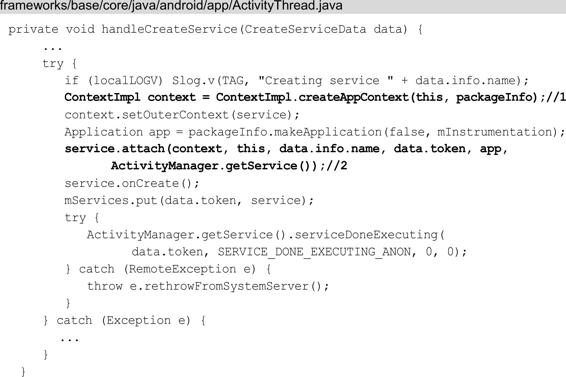 frameworks/base/core/java/android/app/ActivityThread.java
private void handleCreateService(CreateServiceData data) {
...
try {
if (localLOGV) Slog.v(TAG, "Creating service " + data.info.name);
ContextImpl context = ContextImpl.createAppContext(this, packageInfo);//1
context.setOuterContext(service);
Application app = packageInfo.makeApplication(false, mInstrumentation);
service.attach(context, this, data.info.name, data.token, app,
ActivityManager.getService());//2
service.onCreate();
mServices.put(data.token, service);
try {
ActivityManager.getService().serviceDoneExecuting(
data.token, SERVICE_DONE_EXECUTING_ANON, 0, 0);
} catch (RemoteException e) {
throw e.rethrowFromSystemServer();
}
} catch (Exception e) {
...
}
}